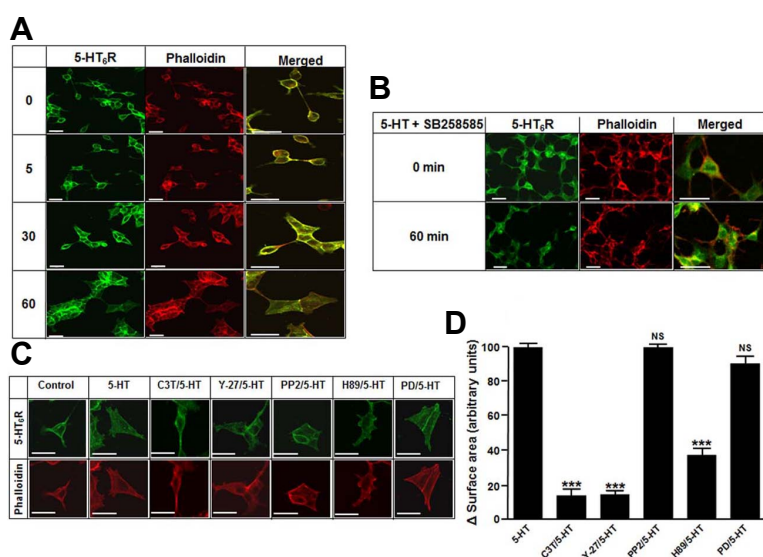 A
5-HT6R Phalloidin Merged
0
5
30
60
B
5-HT + SB258585 5-HT6R Phalloidin Merged
0 min
60 min
C
Control 5-HT C3T/5-HT Y-27/5-HT PP2/5-HT H89/5-HT PD/5-HT
5-HT6R
Phalloidin
D
Δ Surface area (arbitrary units)
100
80
60
40
20
0
*** *** NS *** NS
5-HT C3T/5-HT Y-27/5-HT PP2/5-HT H89/5-HT PD/5-HT